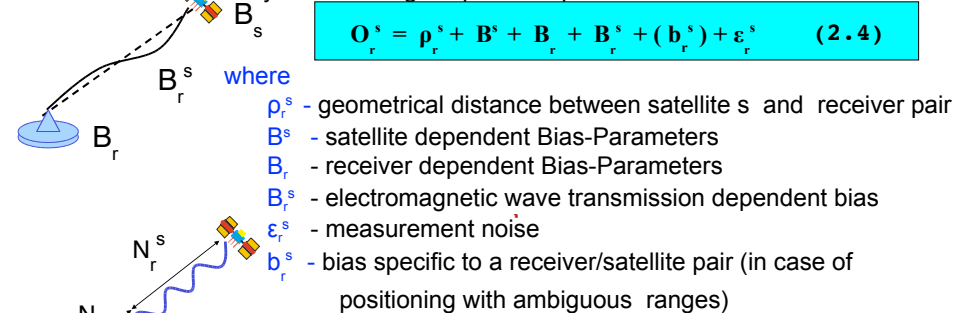 B_s
O_r^s = ρ_r^s + B^s + B_r + B_r^s + ( b_r^s ) + ε_r^s (2.4)
B_r^s where
ρ_r^s - geometrical distance between satellite s and receiver pair
B^s - satellite dependent Bias-Parameters
B_r
B_r - receiver dependent Bias-Parameters
B_r^s - electromagnetic wave transmission dependent bias
ε_r^s - measurement noise
N_r^s
b_r^s - bias specific to a receiver/satellite pair (in case of
positioning with ambiguous ranges)